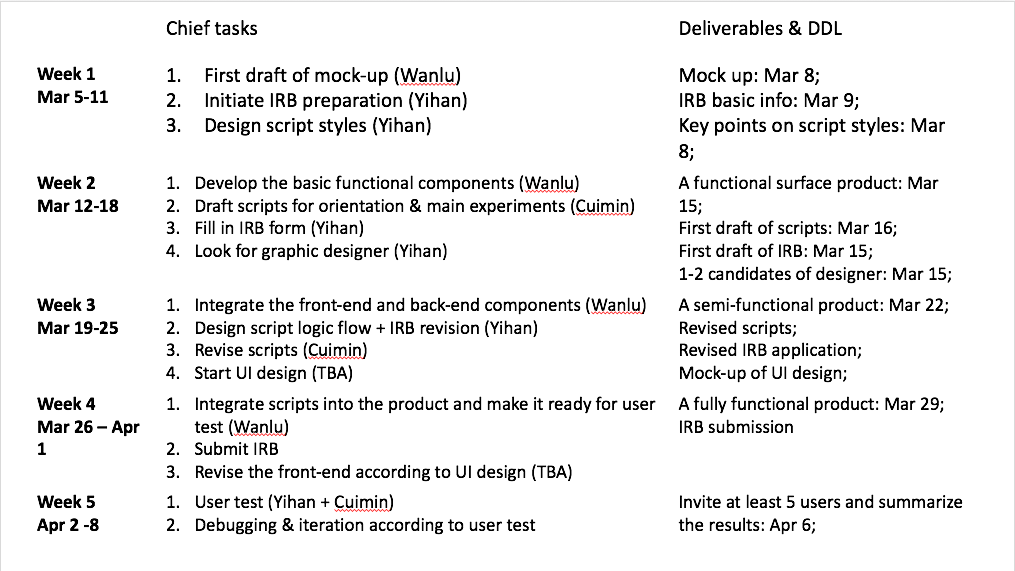 Chief tasks Deliverables & DDL
Week 1
Mar 5-11
1. First draft of mock-up (Wanlu)
2. Initiate IRB preparation (Yihan)
3. Design script styles (Yihan)
Mock up: Mar 8;
IRB basic info: Mar 9;
Key points on script styles: Mar
8;
Week 2
Mar 12-18
1. Develop the basic functional components (Wanlu)
2. Draft scripts for orientation & main experiments (Cuimin)
3. Fill in IRB form (Yihan)
4. Look for graphic designer (Yihan)
A functional surface product: Mar
15;
First draft of scripts: Mar 16;
First draft of IRB: Mar 15;
1-2 candidates of designer: Mar 15;
Week 3
Mar 19-25
1. Integrate the front-end and back-end components (Wanlu)
2. Design script logic flow + IRB revision (Yihan)
3. Revise scripts (Cuimin)
4. Start UI design (TBA)
A semi-functional product: Mar 22;
Revised scripts;
Revised IRB application;
Mock-up of UI design;
Week 4
Mar 26 – Apr
1
1. Integrate scripts into the product and make it ready for user
test (Wanlu)
2. Submit IRB
3. Revise the front-end according to UI design (TBA)
A fully functional product: Mar 29;
IRB submission
Week 5
Apr 2 -8
1. User test (Yihan + Cuimin)
2. Debugging & iteration according to user test
Invite at least 5 users and summarize
the results: Apr 6;